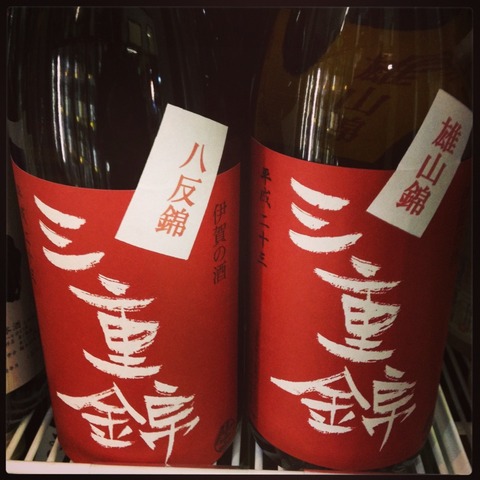 八反錦
伊賀の酒
三重錦
雄山錦
平成二十三
三重錦